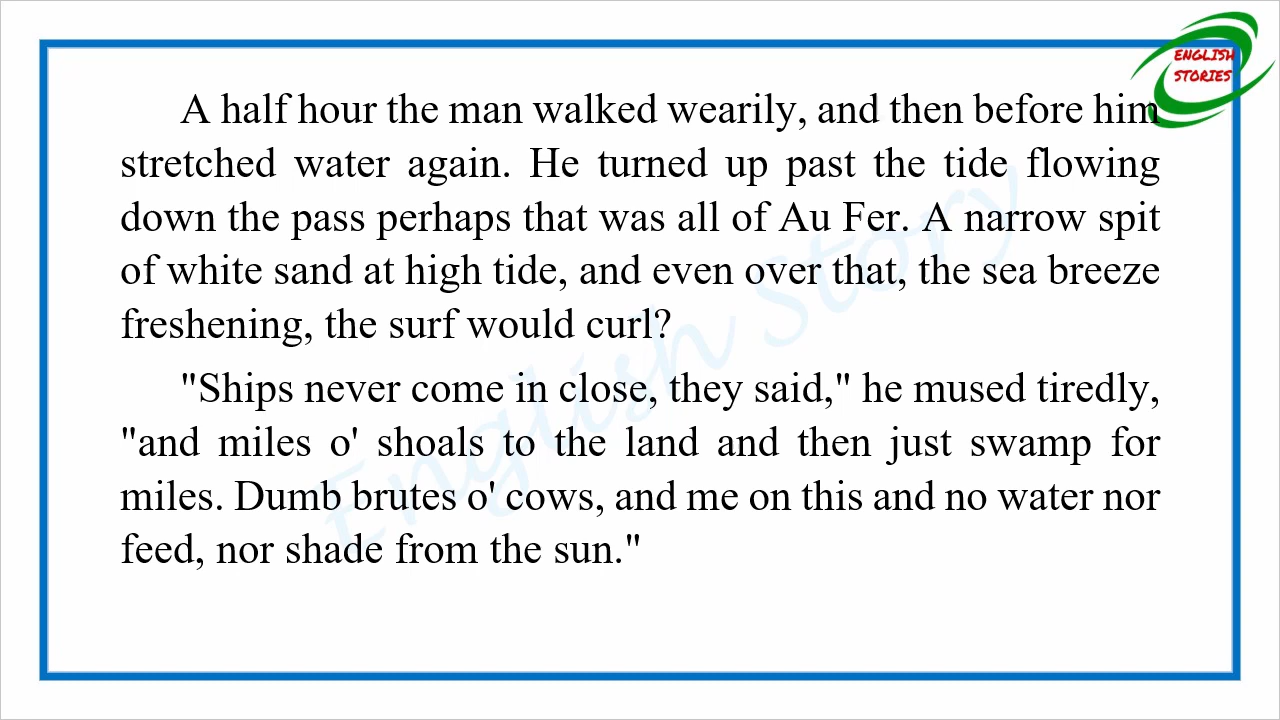 ENGLISH
STORIES
A half hour the man walked wearily, and then before him
stretched water again. He turned up past the tide flowing
down the pass perhaps that was all of Au Fer. A narrow spit
of white sand at high tide, and even over that, the sea breeze
freshening, the surf would curl?
"Ships never come in close, they said," he mused tiredly,
"and miles o' shoals to the land and then just swamp for
miles. Dumb brutes o' cows, and me on this and no water nor
feed, nor shade from the sun."
English Story